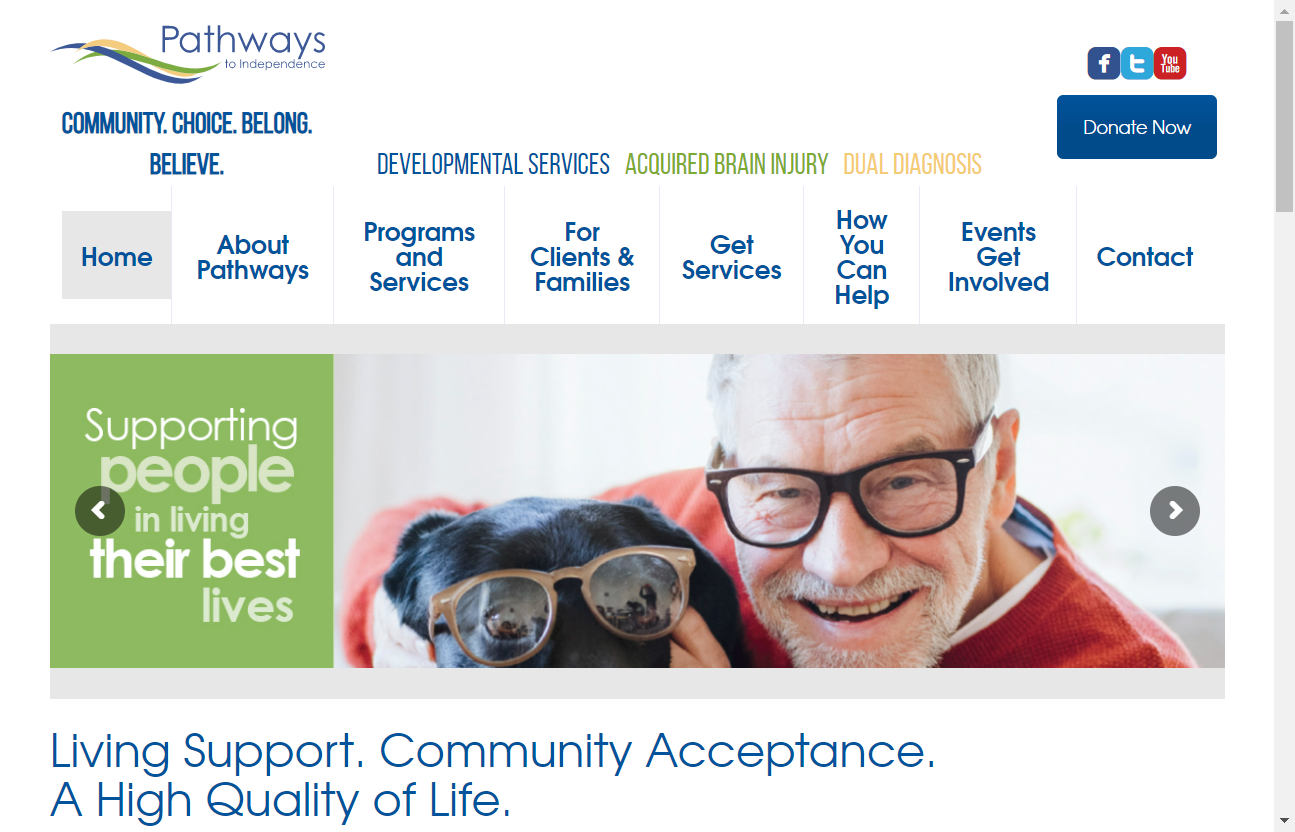 Pathways
to Independence
f t You
Tube
COMMUNITY. CHOICE. BELONG.
BELIEVE.
Donate Now
DEVELOPMENTAL SERVICES ACQUIRED BRAIN INJURY DUAL DIAGNOSIS
Home
About
Pathways
Programs
and
Services
For
Clients &
Families
Get
Services
How
You
Can
Help
Events
Get
Involved
Contact
Supporting
people
in living
their best
lives
Living Support. Community Acceptance.
A High Quality of Life.